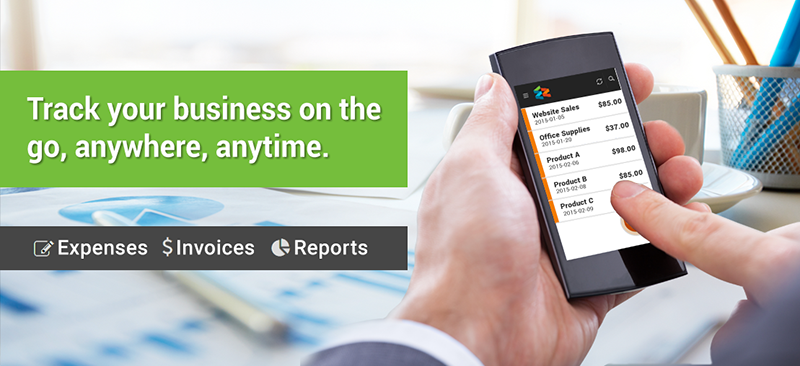 Track your business on the
go, anywhere, anytime.
Expenses $Invoices Reports
Website Sales $85.00
2015-01-05
Office Supplies $37.00
2015-01-20
Product A $98.00
2015-02-06
Product B $85.00
2015-02-08
Product C
2015-02-09